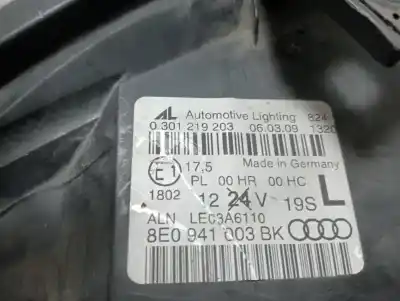 AL Automotive Lighting 824
0 301 219 203 06.03.09 1320
E1 17,5 Made in Germany
PL 00 HR 00 HC L
1802 12 24 V 19S
ALN LE03A6110
8E0 941 003 BK